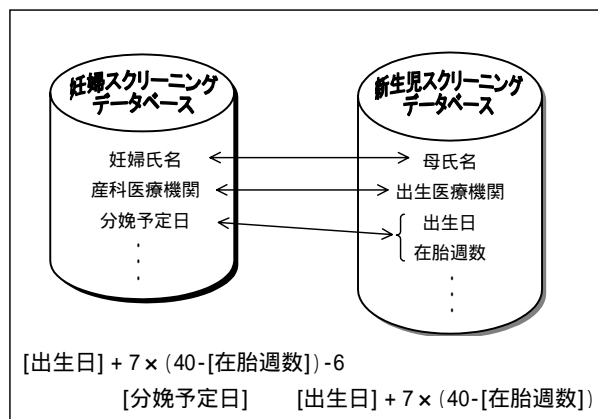 妊婦スクリーニング
データベース
新生児スクリーニング
データベース
妊婦氏名
母氏名
産科医療機関
出生医療機関
分娩予定日
出生日
在胎週数
[出生日] + 7 × (40-[在胎週数]) -6
[分娩予定日] [出生日] + 7 × (40-[在胎週数])